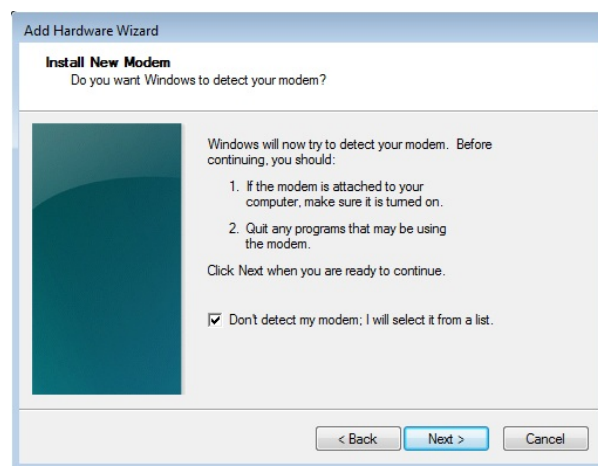 Add Hardware Wizard
Install New Modem
Do you want Windows to detect your modem?
Windows will now try to detect your modem. Before
continuing, you should:
1. If the modem is attached to your
computer, make sure it is turned on.
2. Quit any programs that may be using
the modem.
Click Next when you are ready to continue.
Don't detect my modem; I will select it from a list.
< Back Next > Cancel